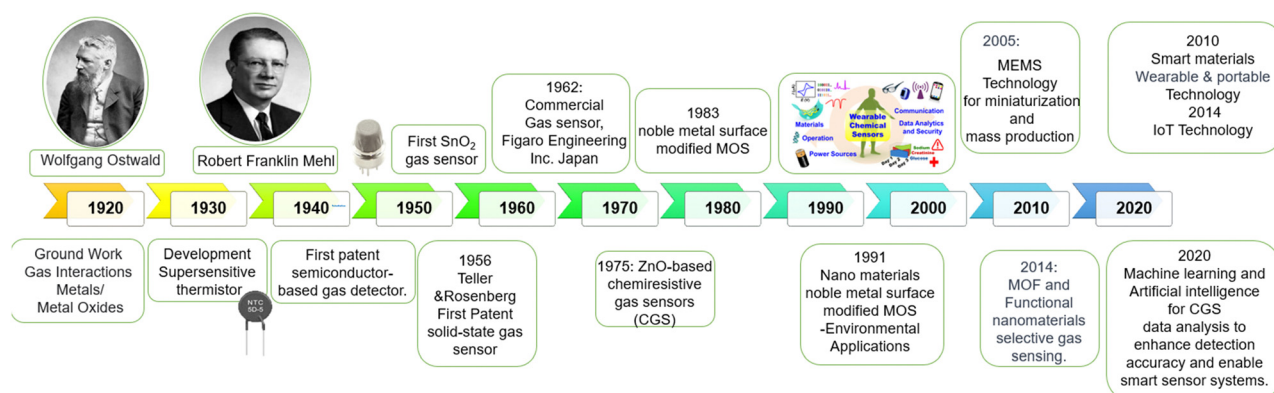 Wolfgang Ostwald
Robert Franklin Mehl
First SnO₂
gas sensor
1962:
Commercial
Gas sensor,
Figaro Engineering
Inc. Japan
1983
noble metal surface
modified MOS
Wearable
Chemical
Sensors
Materials
Operation
Power Sources
Communication
Data Analytics
and Security
Sodium
Creatinine
Glucose
2005:
MEMS
Technology
for miniaturization
and
mass production
2010
Smart materials
Wearable & portable
Technology
2014
IoT Technology
1920
1930
1940
1950
1960
1970
1980
1990
2000
2010
2020
Ground Work
Gas Interactions
Metals/
Metal Oxides
Development
Supersensitive
thermistor
NTC
5D-5
First patent
semiconductor-
based gas detector.
1956
Teller
&Rosenberg
First Patent
solid-state gas
sensor
1975: ZnO-based
chemiresistive
gas sensors
(CGS)
1991
Nano materials
noble metal surface
modified MOS
-Environmental
Applications
2014:
MOF and
Functional
nanomaterials
selective gas
sensing.
2020
Machine learning and
Artificial intelligence
for CGS
data analysis to
enhance detection
accuracy and enable
smart sensor systems.